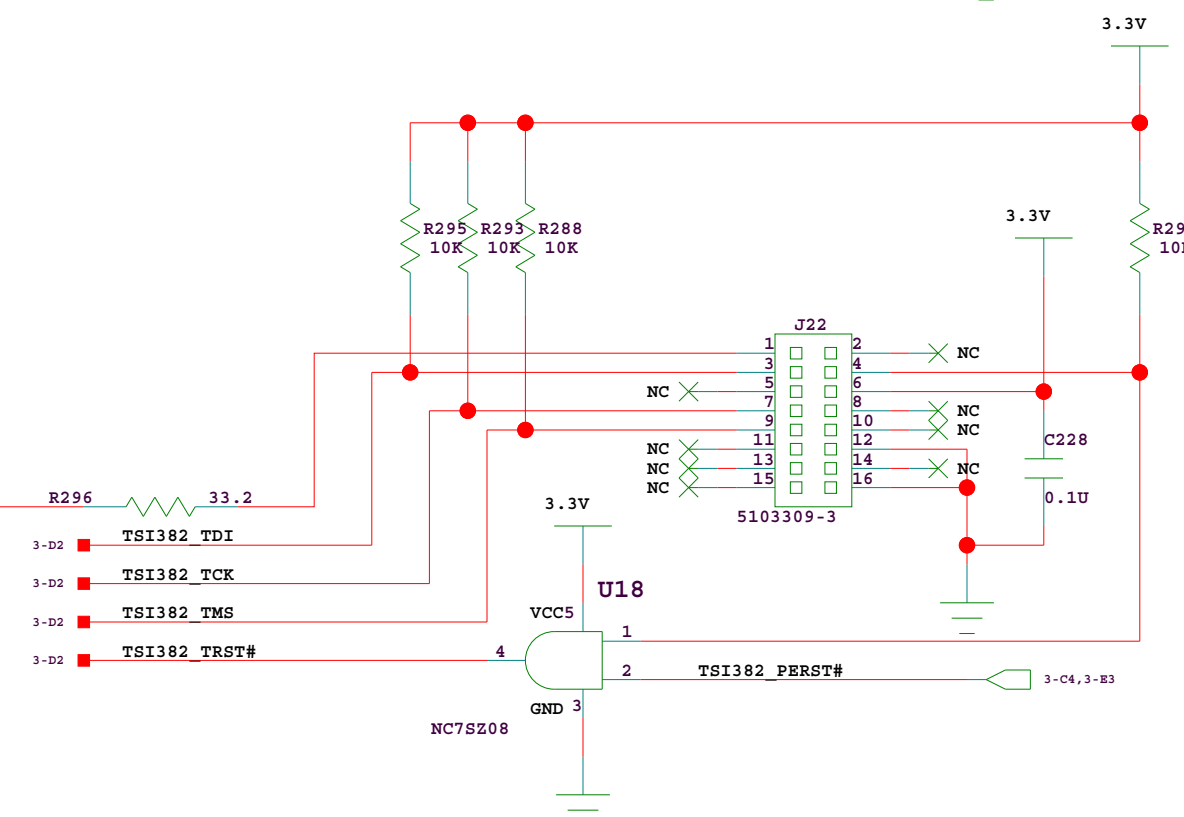 3.3V
3.3V
R295
10K
R293
10K
R288
10K
R29
10
J22
1
2
NC
3
4
NC
5
6
7
8
NC
9
10
NC
NC
11
12
NC
13
14
NC
NC
15
16
C228
0.1U
5103309-3
R296
33.2
3-D2
TSI382_TDI
3-D2
TSI382_TCK
3-D2
TSI382_TMS
3-D2
TSI382_TRST#
3.3V
U18
VCC5
1
4
2
TSI382_PERST#
3-C4,3-E3
GND
3
NC7SZ08